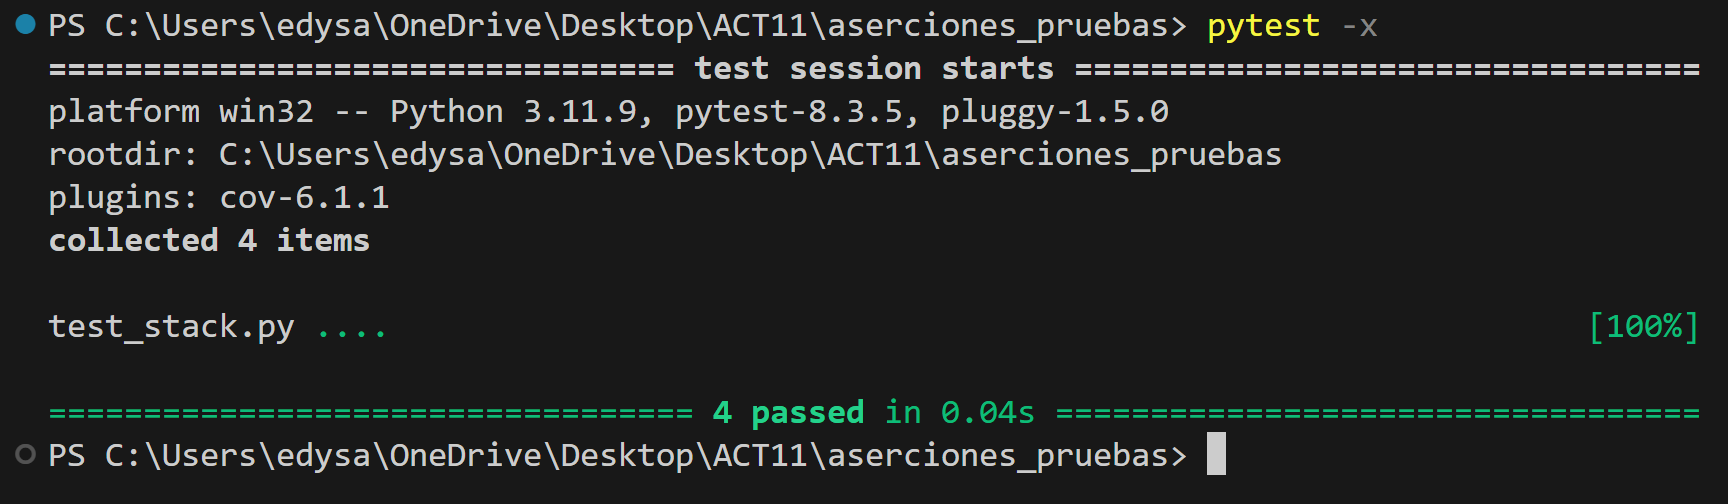 PS C:\Users\edysa\OneDrive\Desktop\ACT11\aserciones_pruebas> pytest -x
================================= test session starts =================================
platform win32 -- Python 3.11.9, pytest-8.3.5, pluggy-1.5.0
rootdir: C:\Users\edysa\OneDrive\Desktop\ACT11\aserciones_pruebas
plugins: cov-6.1.1
collected 4 items
test_stack.py .... [100%]
================================== 4 passed in 0.04s ==================================
PS C:\Users\edysa\OneDrive\Desktop\ACT11\aserciones_pruebas>